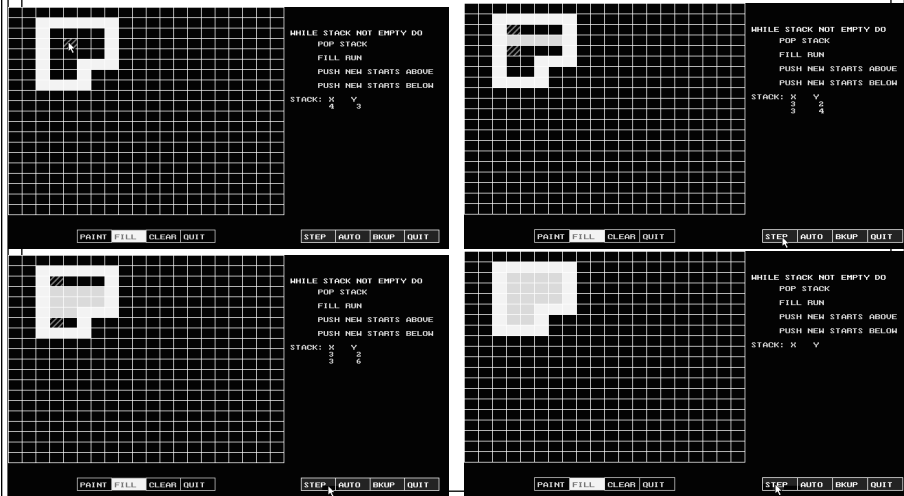 WHILE STACK NOT EMPTY DO
POP STACK
FILL RUN
PUSH NEW STARTS ABOVE
PUSH NEW STARTS BELOW
STACK: X Y
4 3
PAINT FILL CLEAR QUIT
STEP AUTO BKUP QUIT
WHILE STACK NOT EMPTY DO
POP STACK
FILL RUN
PUSH NEW STARTS ABOVE
PUSH NEW STARTS BELOW
STACK: X Y
3 2
3 4
PAINT FILL CLEAR QUIT
STEP AUTO BKUP QUIT
WHILE STACK NOT EMPTY DO
POP STACK
FILL RUN
PUSH NEW STARTS ABOVE
PUSH NEW STARTS BELOW
STACK: X Y
3 2
3 6
PAINT FILL CLEAR QUIT
STEP AUTO BKUP QUIT
WHILE STACK NOT EMPTY DO
POP STACK
FILL RUN
PUSH NEW STARTS ABOVE
PUSH NEW STARTS BELOW
STACK: X Y
PAINT FILL CLEAR QUIT
STEP AUTO BKUP QUIT